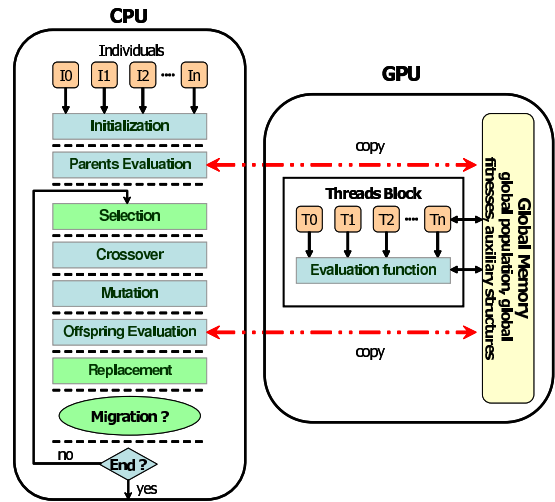 CPU
Individuals
I0 I1 I2 .... In
Initialization
Parents Evaluation
Selection
Crossover
Mutation
Offspring Evaluation
Replacement
Migration ?
no
End ?
yes
GPU
copy
Threads Block
T0 T1 T2 .... Tn
Evaluation function
copy
Global Memory
global population, global
fitnesses, auxiliary structures